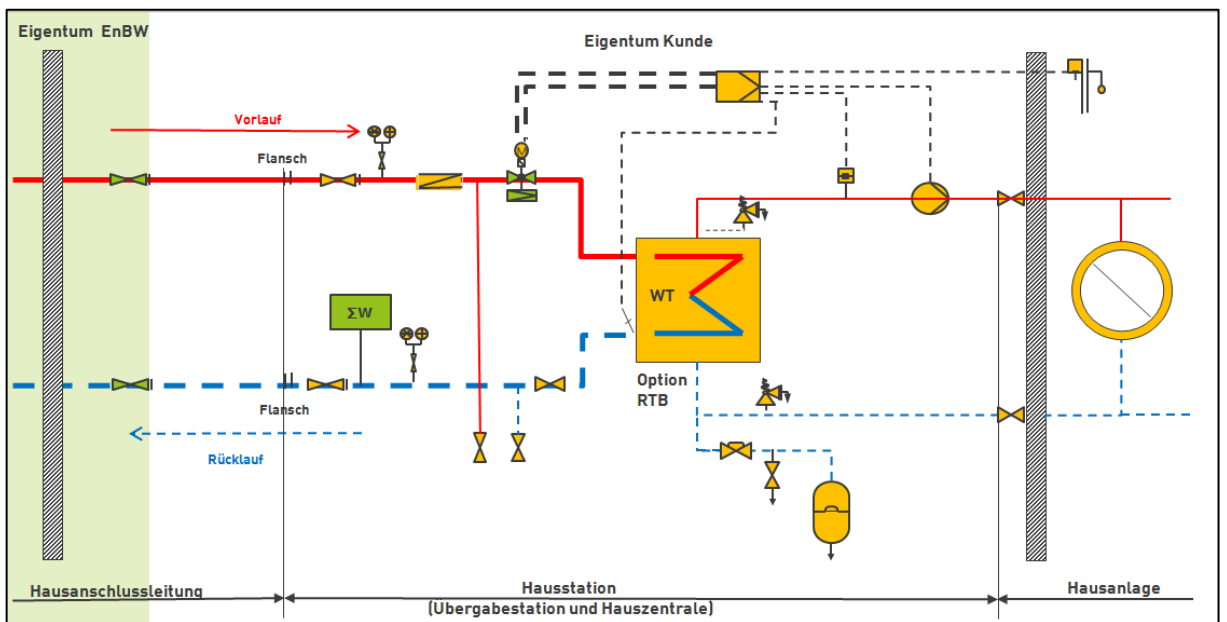 Eigentum EnBW
Eigentum Kunde
Vorlauf
Flansch
M
ΣW
WT
Flansch
Option
RTB
Rücklauf
Hausanschlussleitung
Hausstation
(Übergabestation und Hauszentrale)
Hausanlage